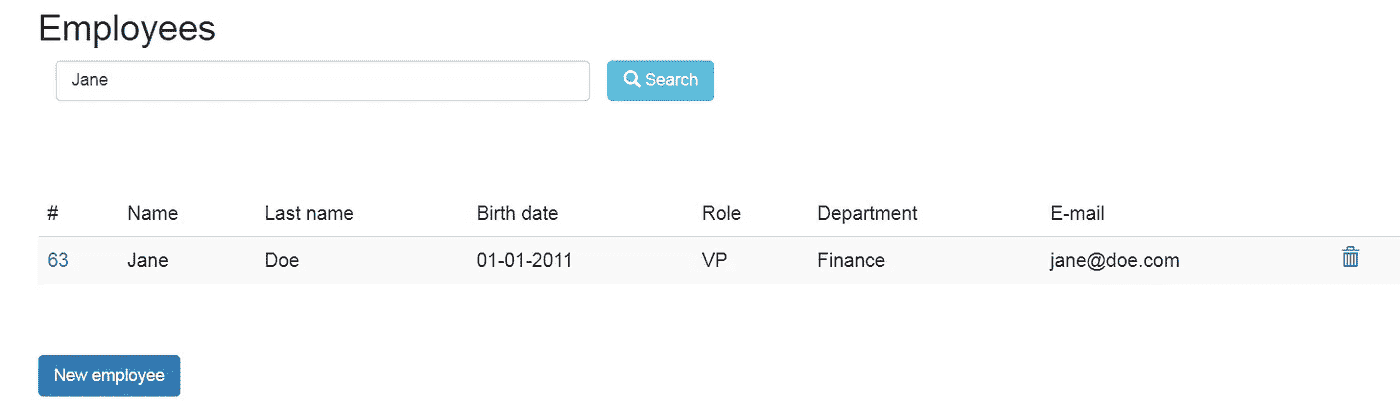 Employees
Jane Search
# Name Last name Birth date Role Department E-mail
63 Jane Doe 01-01-2011 VP Finance jane@doe.com
New employee